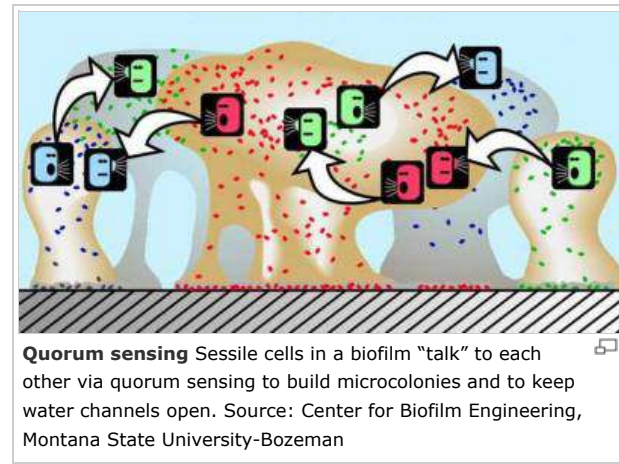 Quorum sensing Sessile cells in a biofilm “talk” to each
other via quorum sensing to build microcolonies and to keep
water channels open. Source: Center for Biofilm Engineering,
Montana State University-Bozeman